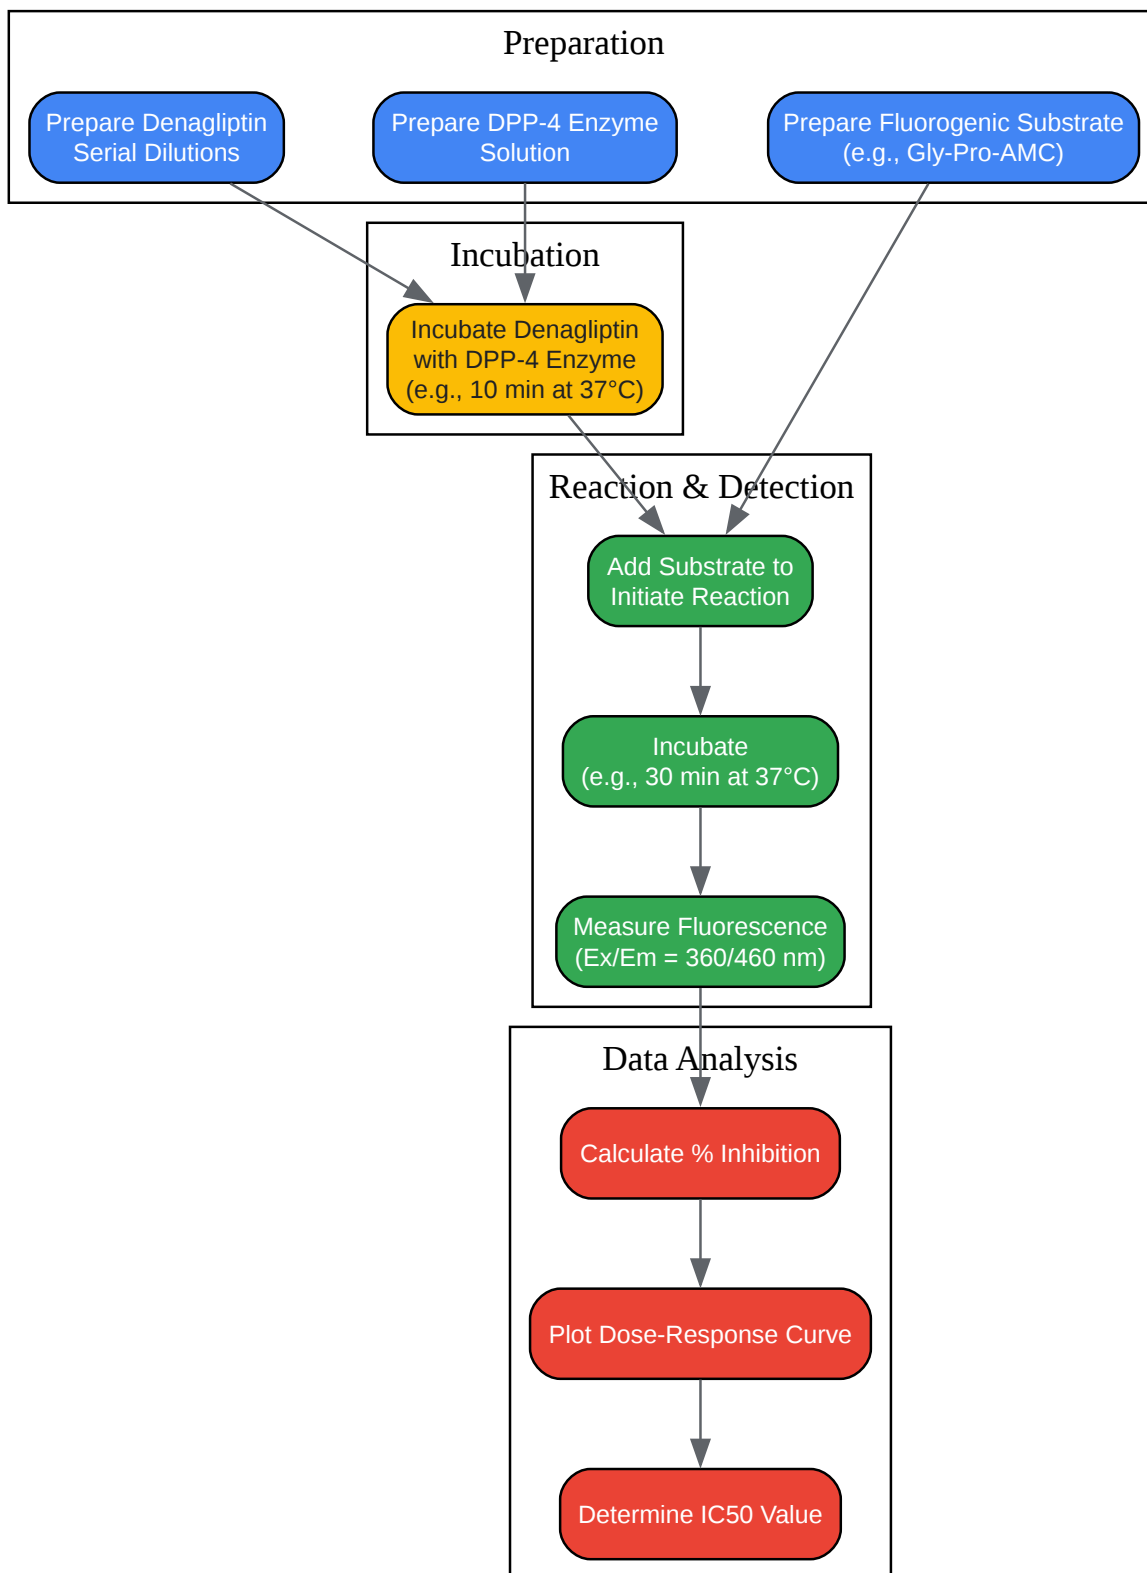 Preparation
Prepare Denagliptin
Serial Dilutions
Prepare DPP-4 Enzyme
Solution
Prepare Fluorogenic Substrate
(e.g., Gly-Pro-AMC)
Incubation
Incubate Denagliptin
with DPP-4 Enzyme
(e.g., 10 min at 37°C)
Reaction & Detection
Add Substrate to
Initiate Reaction
Incubate
(e.g., 30 min at 37°C)
Measure Fluorescence
(Ex/Em = 360/460 nm)
Data Analysis
Calculate % Inhibition
Plot Dose-Response Curve
Determine IC50 Value